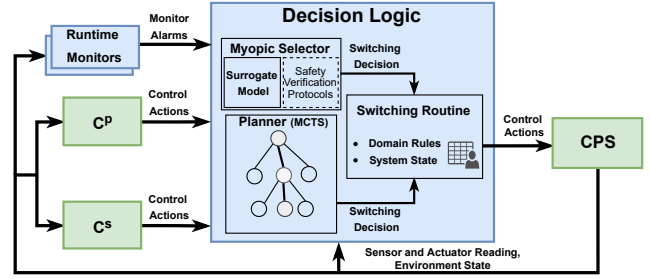 Decision Logic
Runtime
Monitors
Monitor
Alarms
Myopic Selector
Surrogate
Model
Safety
Verification
Protocols
Switching
Decision
C^p
Control
Actions
Planner (MCTS)
Switching Routine
• Domain Rules
• System State
Control
Actions
CPS
C^s
Control
Actions
Switching
Decision
Sensor and Actuator Reading,
Environment State